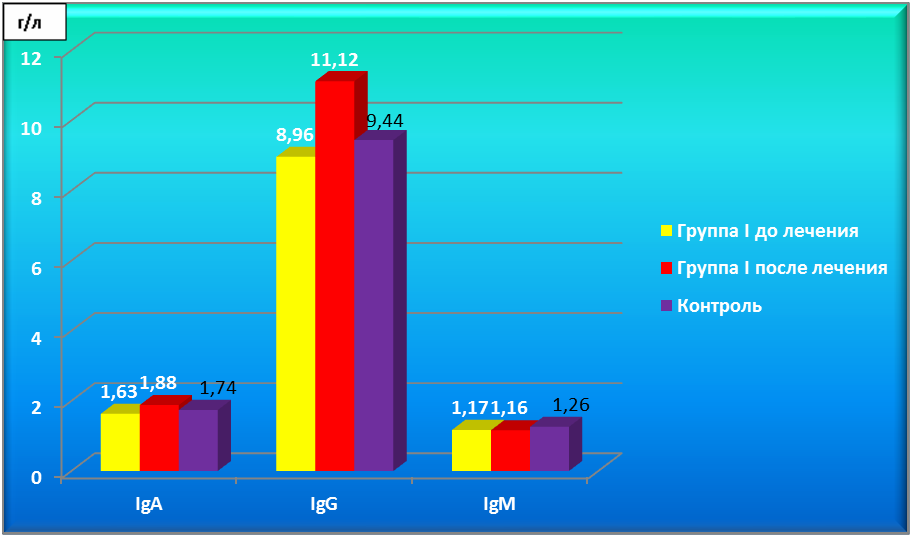 г/л
12
10
8
6
4
2
0
1,63
1,88
1,74
8,96
11,12
9,44
1,17
1,16
1,26
IgA
IgG
IgM
Группа I до лечения
Группа I после лечения
Контроль